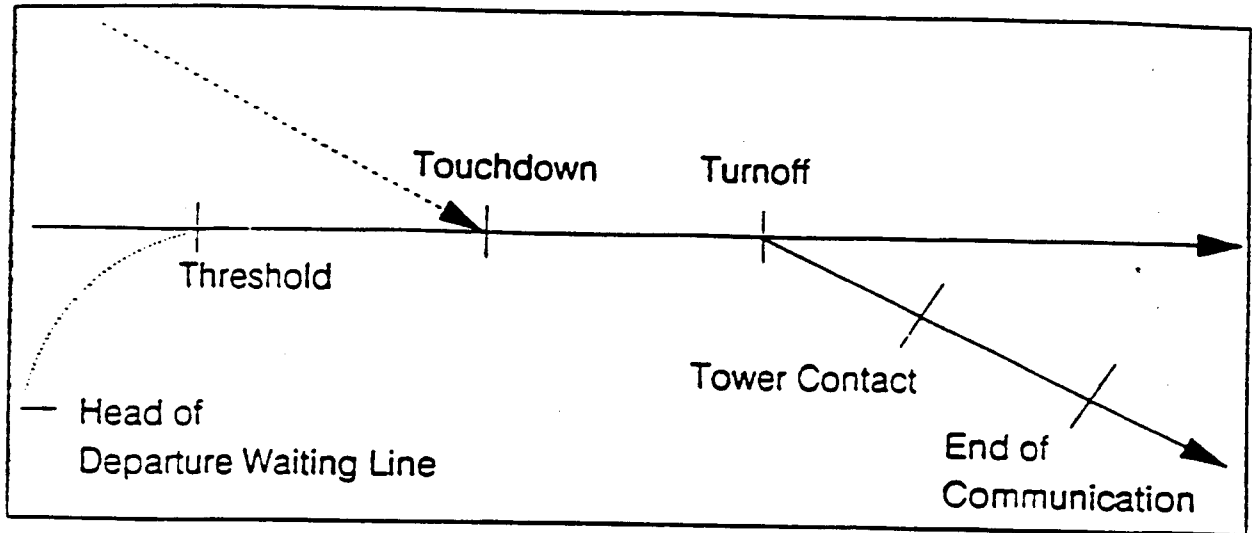 Touchdown
Turnoff
Threshold
Tower Contact
Head of
Departure Waiting Line
End of
Communication